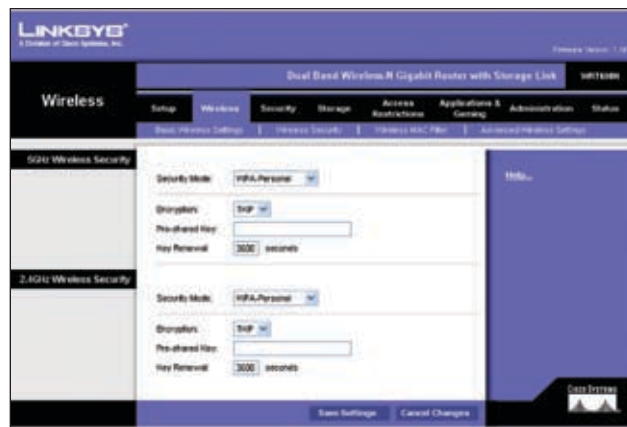 LINKSYS
A Division of Cisco Systems, Inc.
Firmware Version:
Dual Band Wireless-N Gigabit Router with Storage Link
WRT600N
Wireless
Setup
Wireless
Security
Storage
Access Restrictions
Applications & Gaming
Administration
Status
Basic Wireless Settings | Wireless Security | Wireless MAC Filter | Advanced Wireless Settings
5GHz Wireless Security
Security Mode: WPA-Personal
Encryption: TKIP
Pre-shared Key:
Key Renewal: 3600 seconds
Help...
2.4GHz Wireless Security
Security Mode: WPA-Personal
Encryption: TKIP
Pre-shared Key:
Key Renewal: 3600 seconds
Save Settings
Cancel Changes
CISCO SYSTEMS